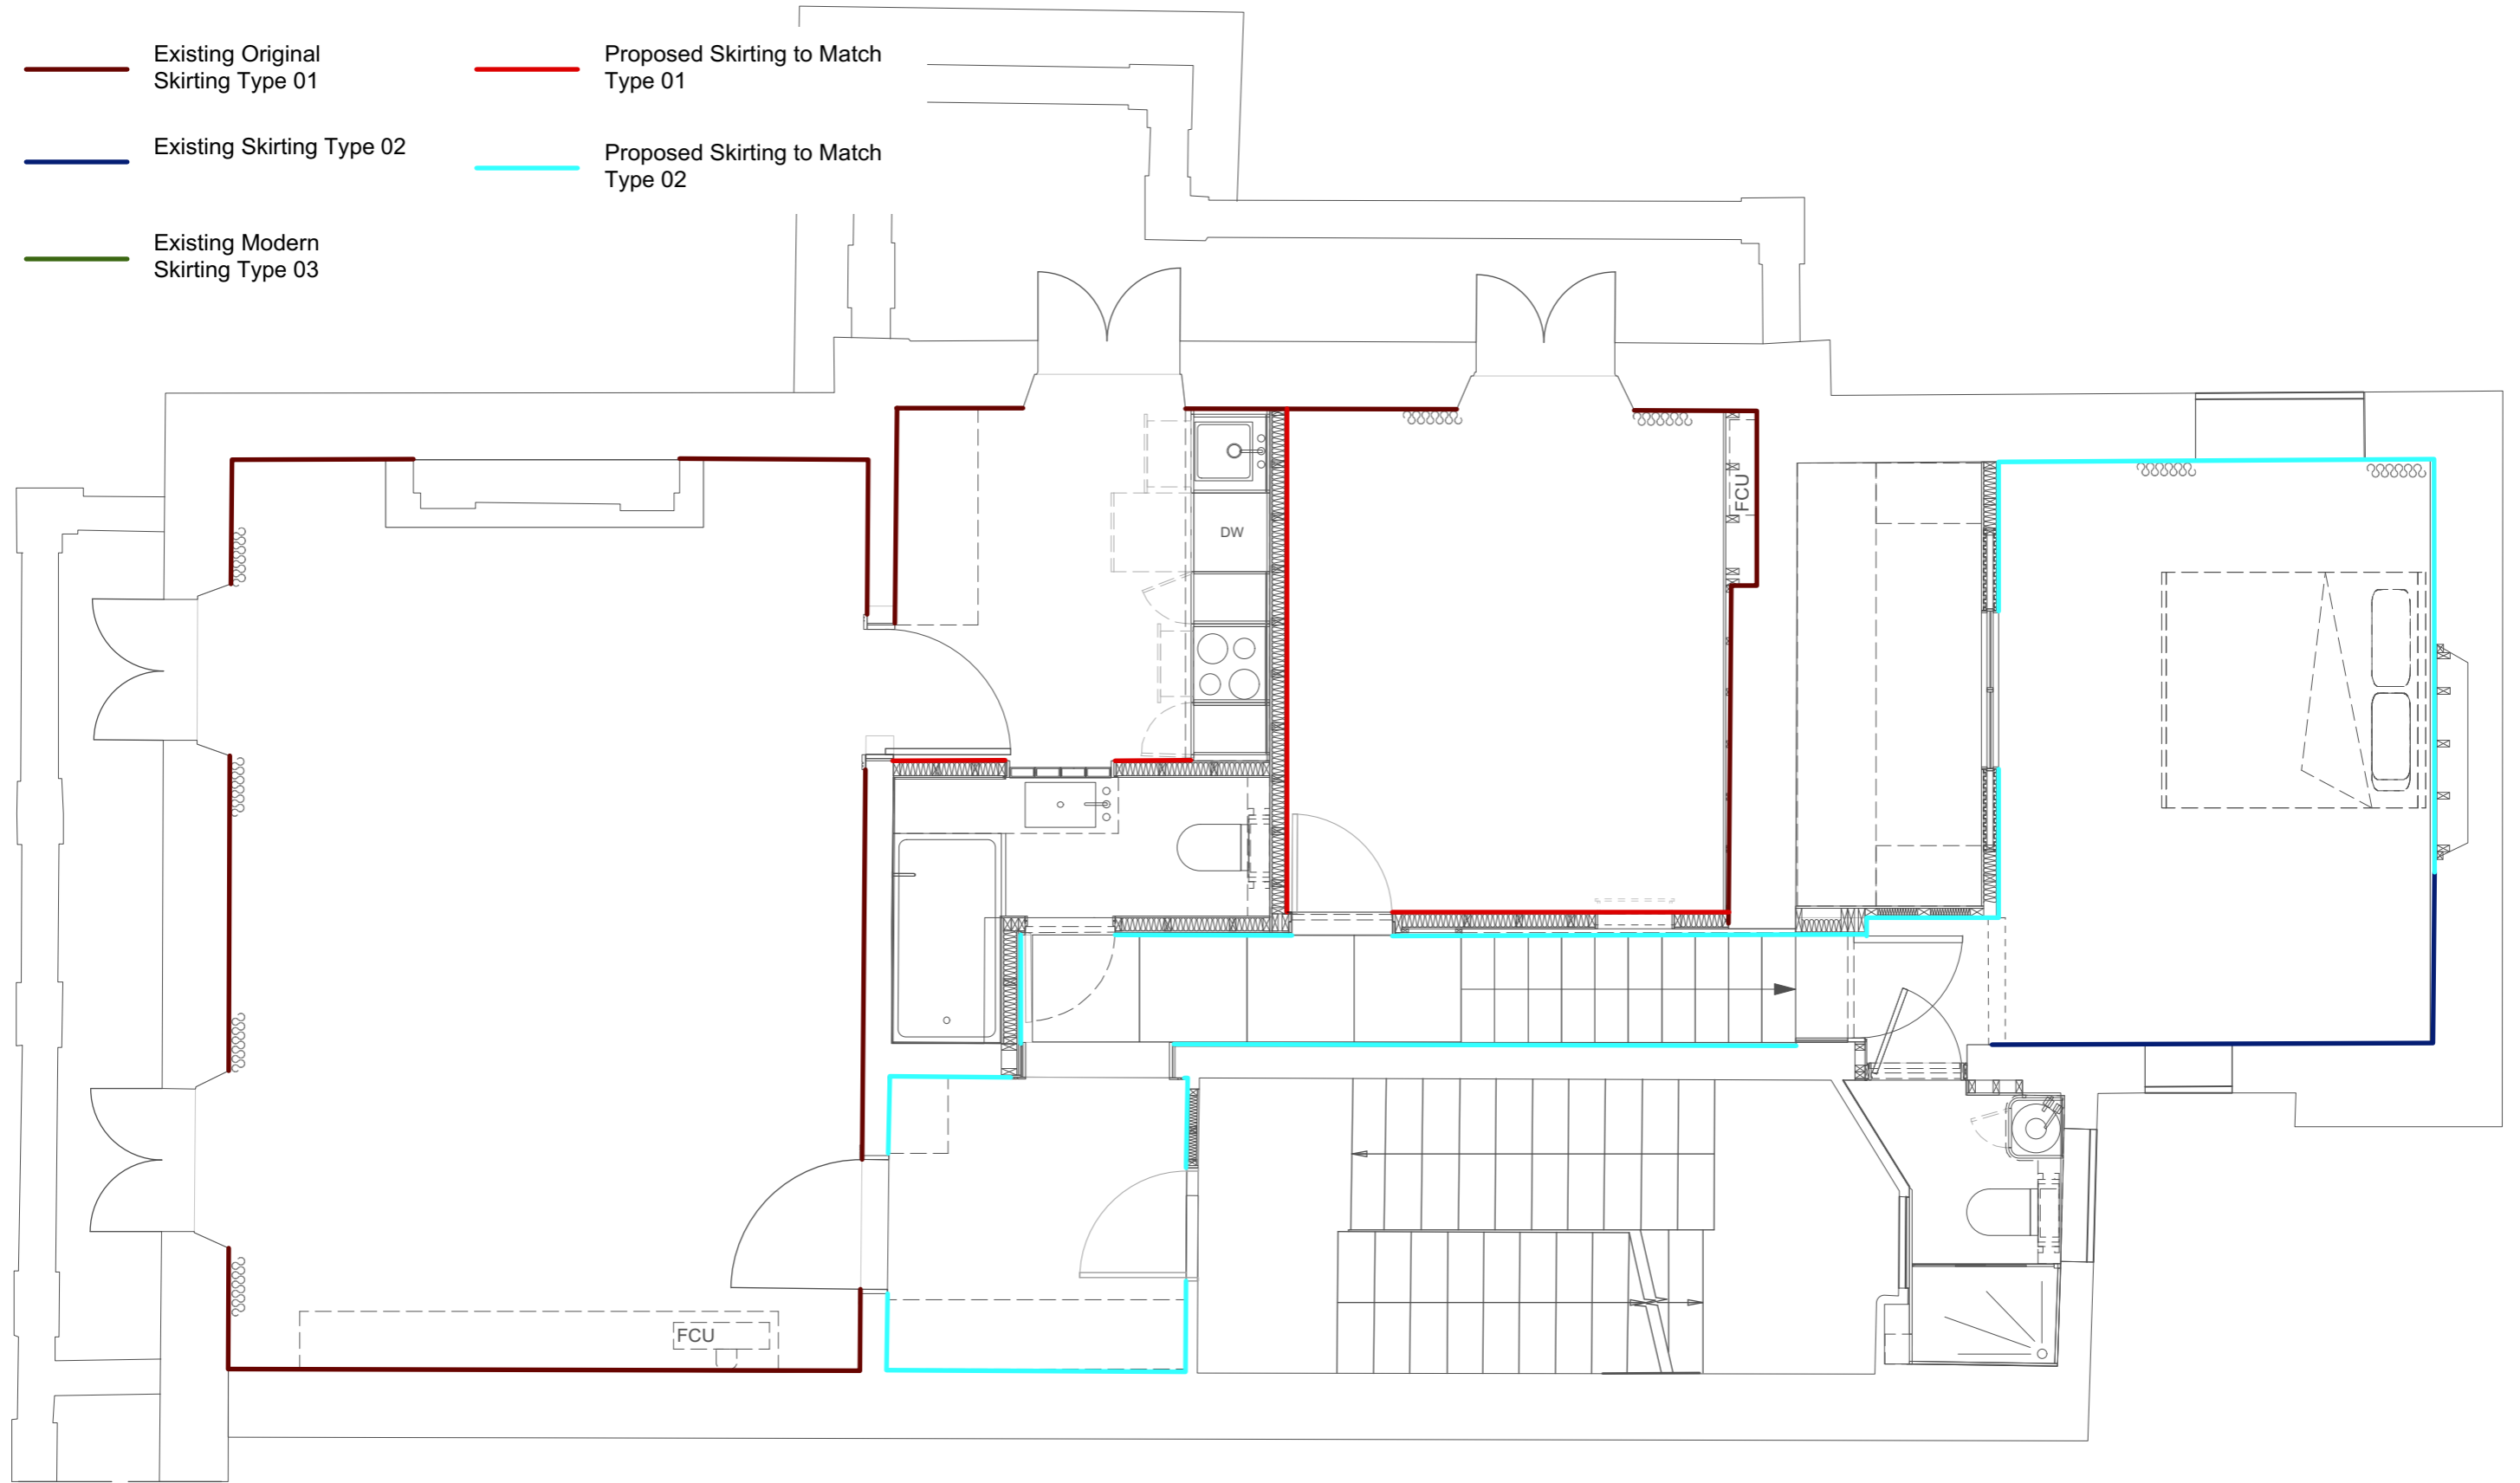 Existing Original
Skirting Type 01
Proposed Skirting to Match
Type 01
Existing Skirting Type 02
Proposed Skirting to Match
Type 02
Existing Modern
Skirting Type 03
FCU
DW
FCU